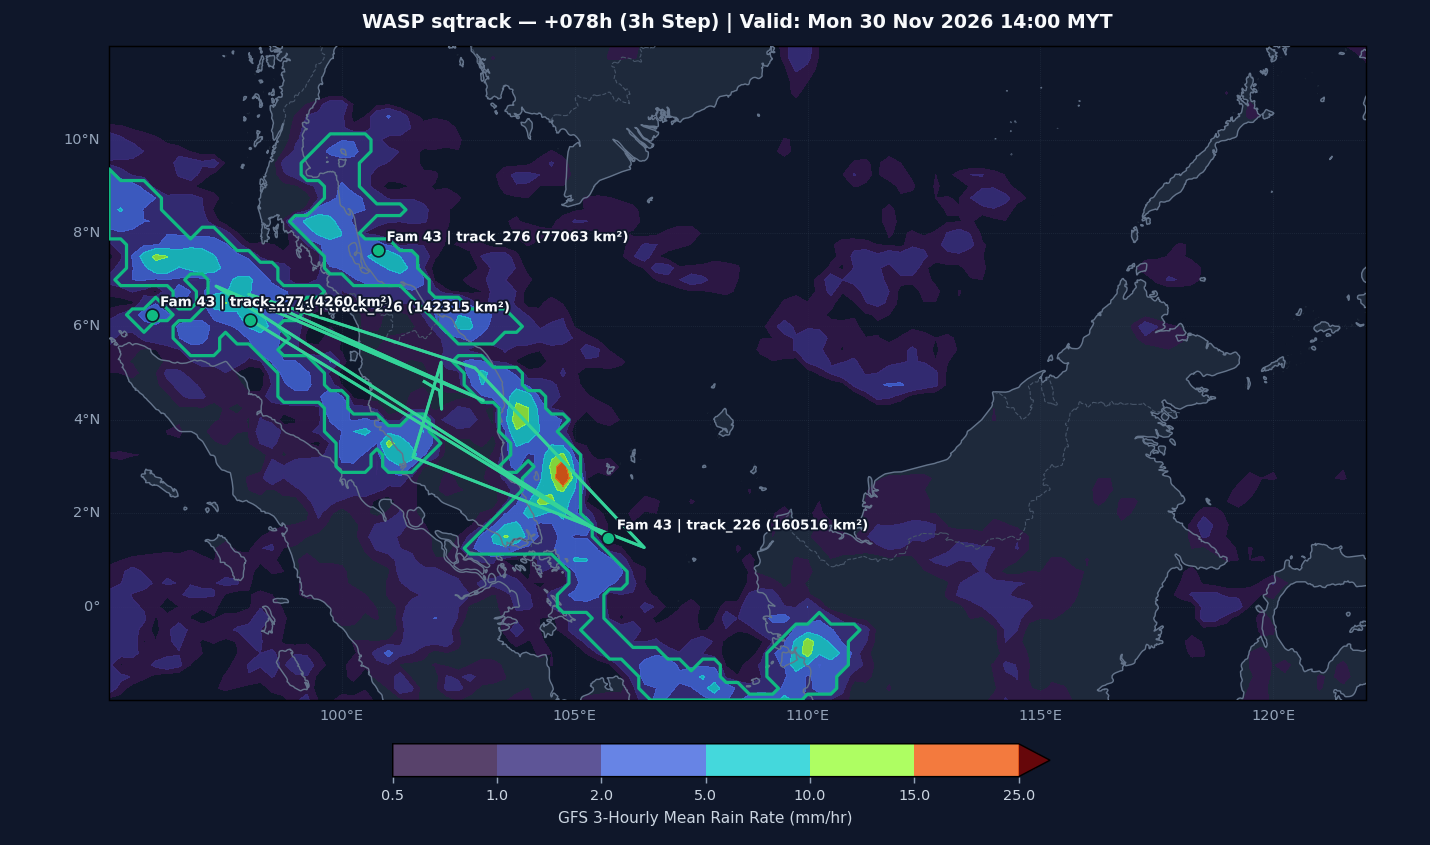 WASP sqtrack — +078h (3h Step) | Valid: Mon 30 Nov 2026 14:00 MYT
10°N
8°N
Fam 43 | track_276 (77063 km²)
Fam 43 | track_277 (4260 km²)
Fam 43 | track_226 (142315 km²)
6°N
4°N
2°N
Fam 43 | track_226 (160516 km²)
0°
100°E 105°E 110°E 115°E 120°E
0.5 1.0 2.0 5.0 10.0 15.0 25.0
GFS 3-Hourly Mean Rain Rate (mm/hr)